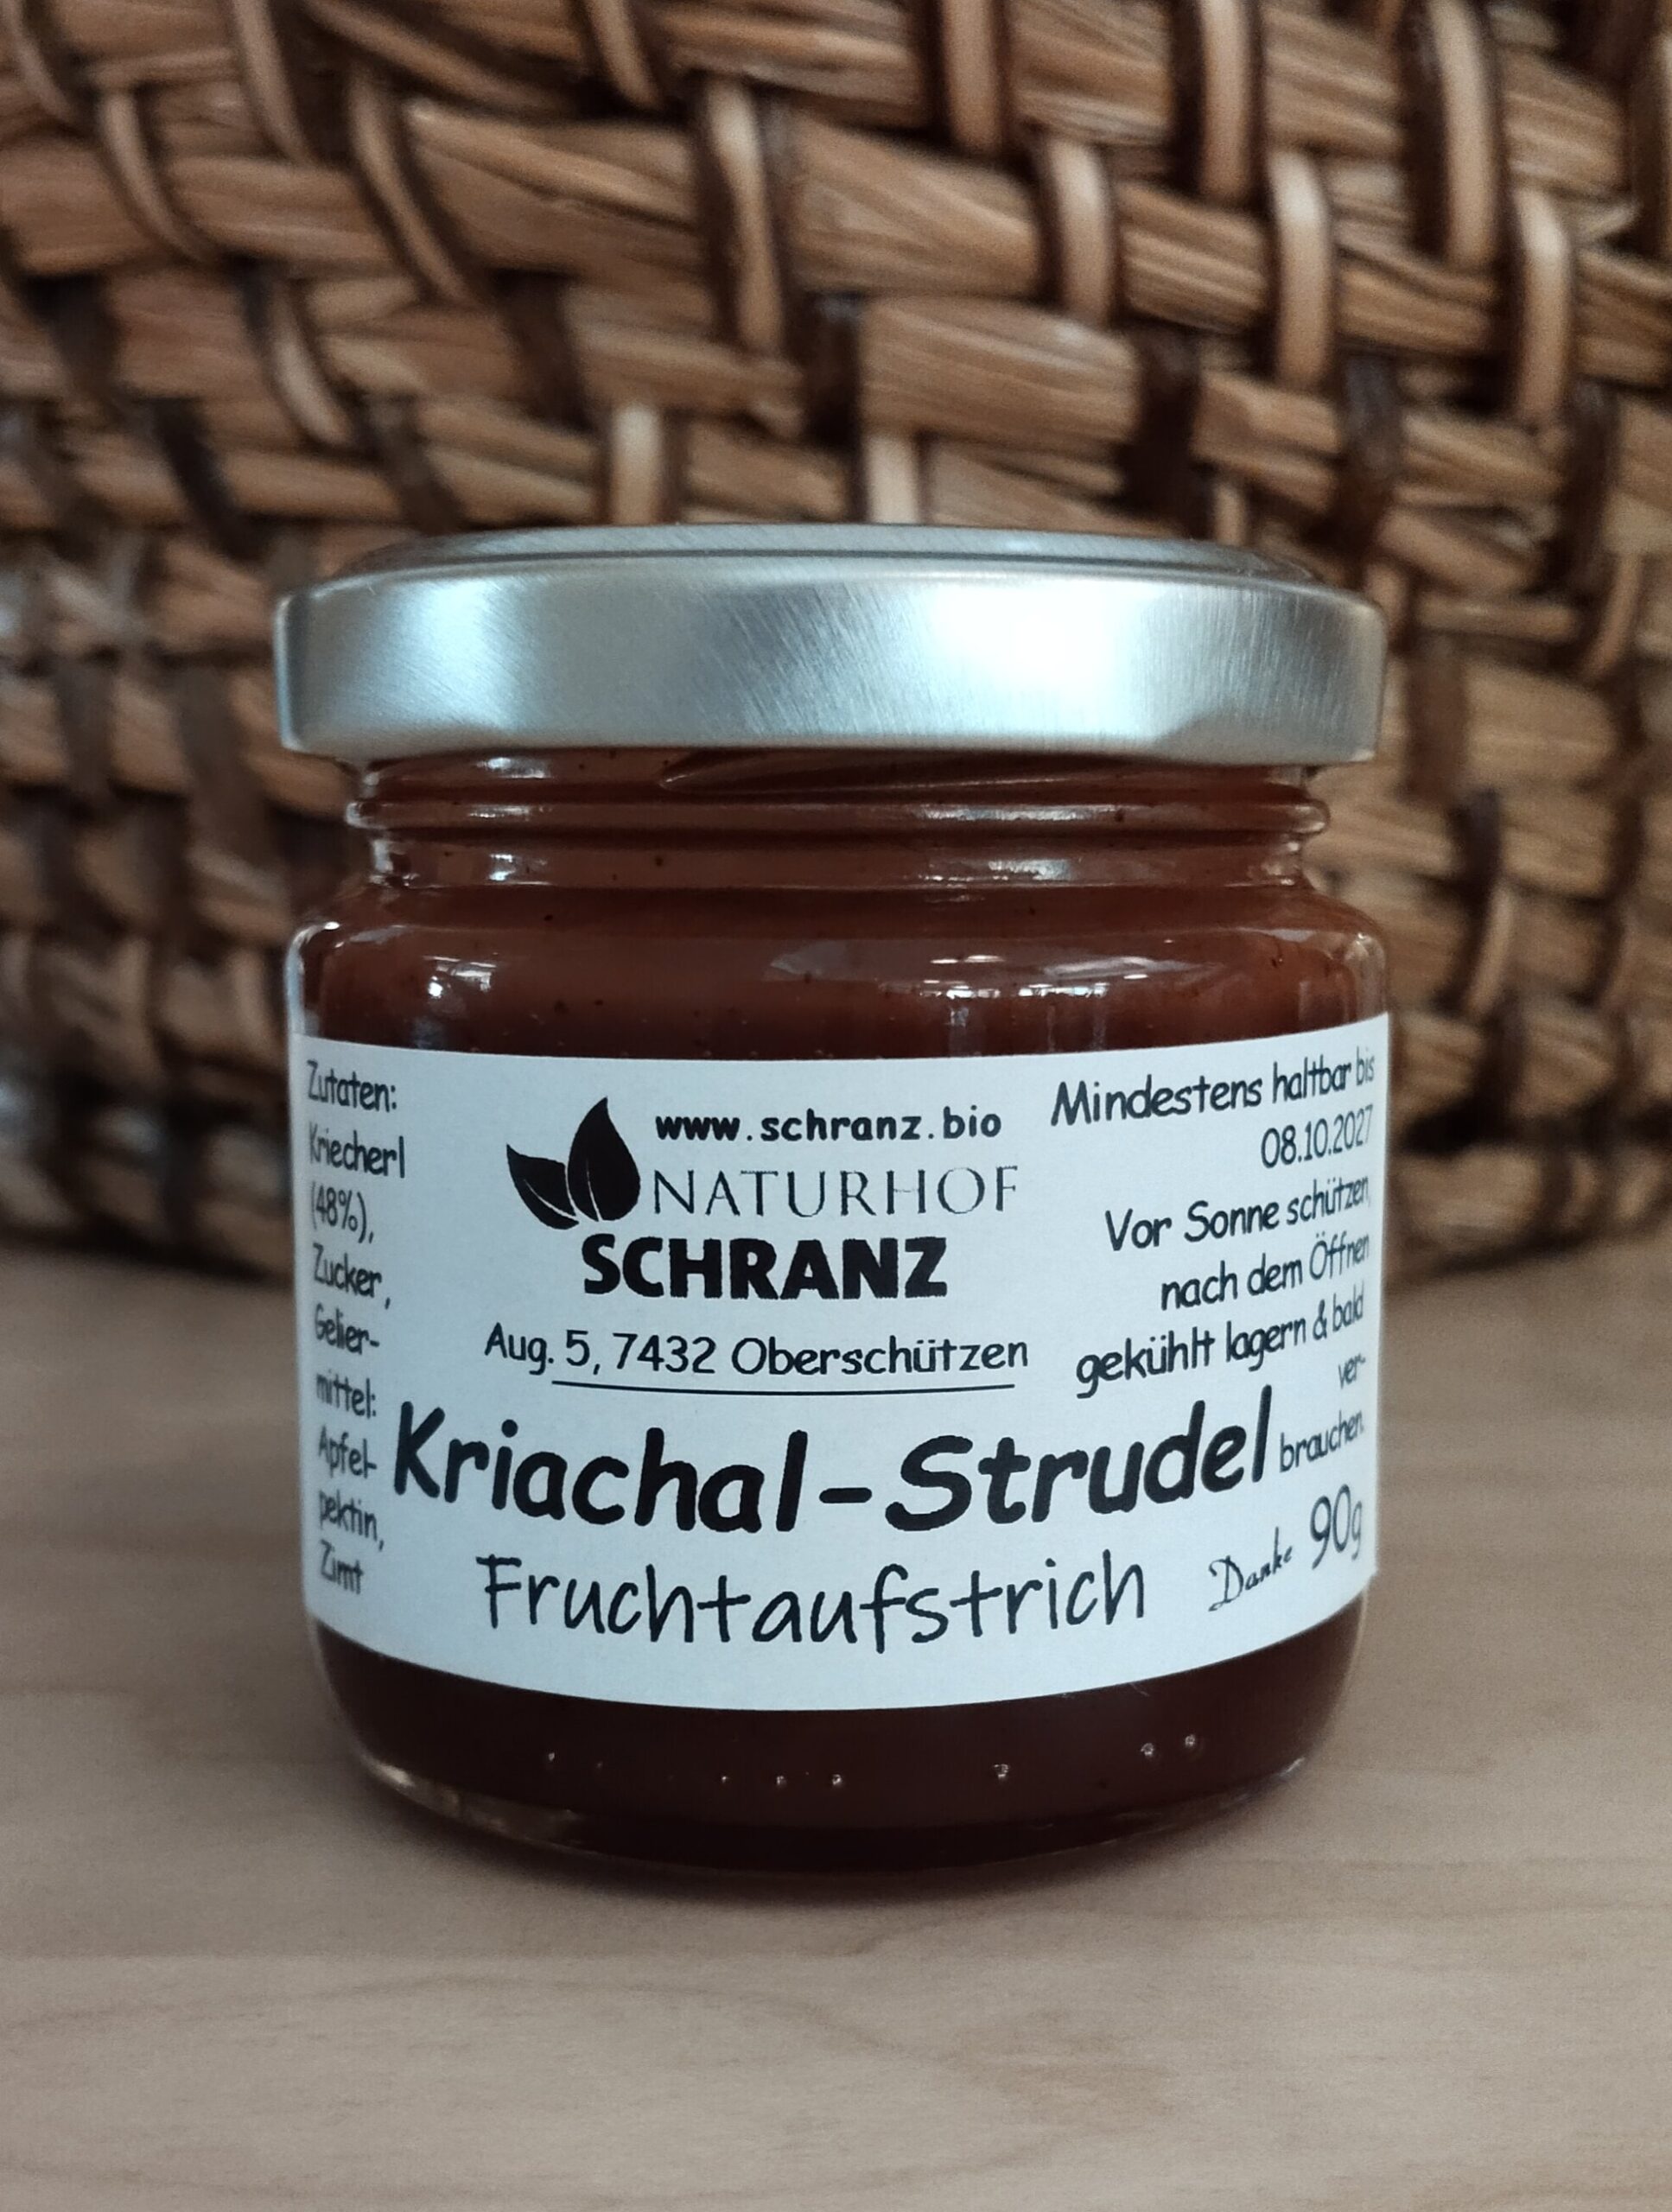 Zutaten:
Kriecherl
(48%),
Zucker,
Gelier-
mittel:
Apfel-
pektin,
Zimt
www.schranz.bio
NATURHOF
SCHRANZ
Aug. 5, 7432 Oberschützen
Kriachal-Strudel
Fruchtaufstrich
Mindestens haltbar bis
08.10.2027
Vor Sonne schützen,
nach dem Öffnen
gekühlt lagern & bald
ver-
brauchen.
Danke 90g